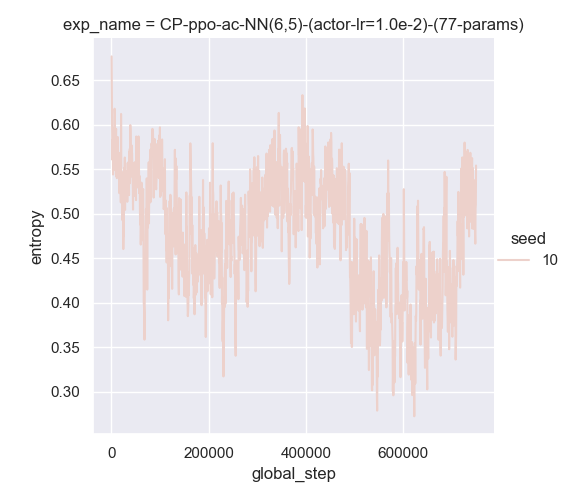 exp_name = CP-ppo-ac-NN(6,5)-(actor-lr=1.0e-2)-(77-params)
0.65
0.60
0.55
0.50
0.45
0.40
0.35
0.30
entropy
0 200000 400000 600000
global_step
seed
10